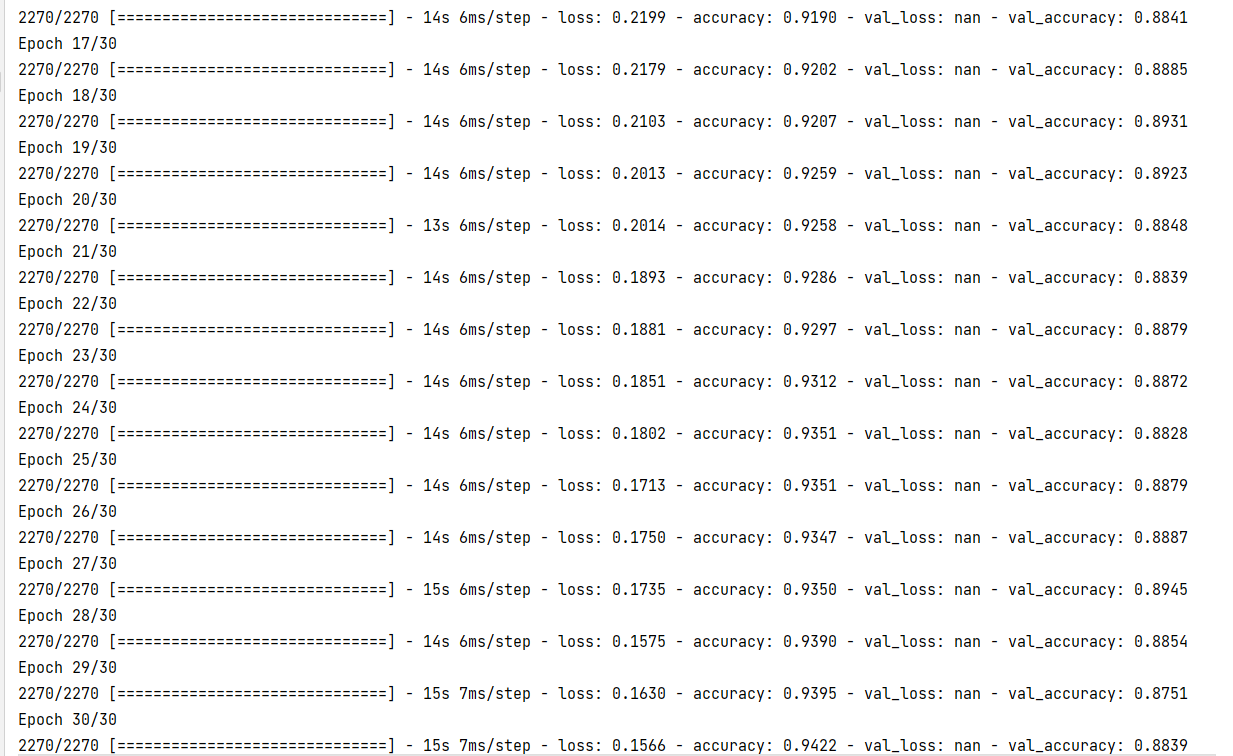 2270/2270 [==============================] - 14s 6ms/step - loss: 0.2199 - accuracy: 0.9190 - val_loss: nan - val_accuracy: 0.8841
Epoch 17/30
2270/2270 [==============================] - 14s 6ms/step - loss: 0.2179 - accuracy: 0.9202 - val_loss: nan - val_accuracy: 0.8885
Epoch 18/30
2270/2270 [==============================] - 14s 6ms/step - loss: 0.2103 - accuracy: 0.9207 - val_loss: nan - val_accuracy: 0.8931
Epoch 19/30
2270/2270 [==============================] - 14s 6ms/step - loss: 0.2013 - accuracy: 0.9259 - val_loss: nan - val_accuracy: 0.8923
Epoch 20/30
2270/2270 [==============================] - 13s 6ms/step - loss: 0.2014 - accuracy: 0.9258 - val_loss: nan - val_accuracy: 0.8848
Epoch 21/30
2270/2270 [==============================] - 14s 6ms/step - loss: 0.1893 - accuracy: 0.9286 - val_loss: nan - val_accuracy: 0.8839
Epoch 22/30
2270/2270 [==============================] - 14s 6ms/step - loss: 0.1881 - accuracy: 0.9297 - val_loss: nan - val_accuracy: 0.8879
Epoch 23/30
2270/2270 [==============================] - 14s 6ms/step - loss: 0.1851 - accuracy: 0.9312 - val_loss: nan - val_accuracy: 0.8872
Epoch 24/30
2270/2270 [==============================] - 14s 6ms/step - loss: 0.1802 - accuracy: 0.9351 - val_loss: nan - val_accuracy: 0.8828
Epoch 25/30
2270/2270 [==============================] - 14s 6ms/step - loss: 0.1713 - accuracy: 0.9351 - val_loss: nan - val_accuracy: 0.8879
Epoch 26/30
2270/2270 [==============================] - 14s 6ms/step - loss: 0.1750 - accuracy: 0.9347 - val_loss: nan - val_accuracy: 0.8887
Epoch 27/30
2270/2270 [==============================] - 15s 6ms/step - loss: 0.1735 - accuracy: 0.9350 - val_loss: nan - val_accuracy: 0.8945
Epoch 28/30
2270/2270 [==============================] - 14s 6ms/step - loss: 0.1575 - accuracy: 0.9390 - val_loss: nan - val_accuracy: 0.8854
Epoch 29/30
2270/2270 [==============================] - 15s 7ms/step - loss: 0.1630 - accuracy: 0.9395 - val_loss: nan - val_accuracy: 0.8751
Epoch 30/30
2270/2270 [==============================] - 15s 7ms/step - loss: 0.1566 - accuracy: 0.9422 - val_loss: nan - val_accuracy: 0.8839